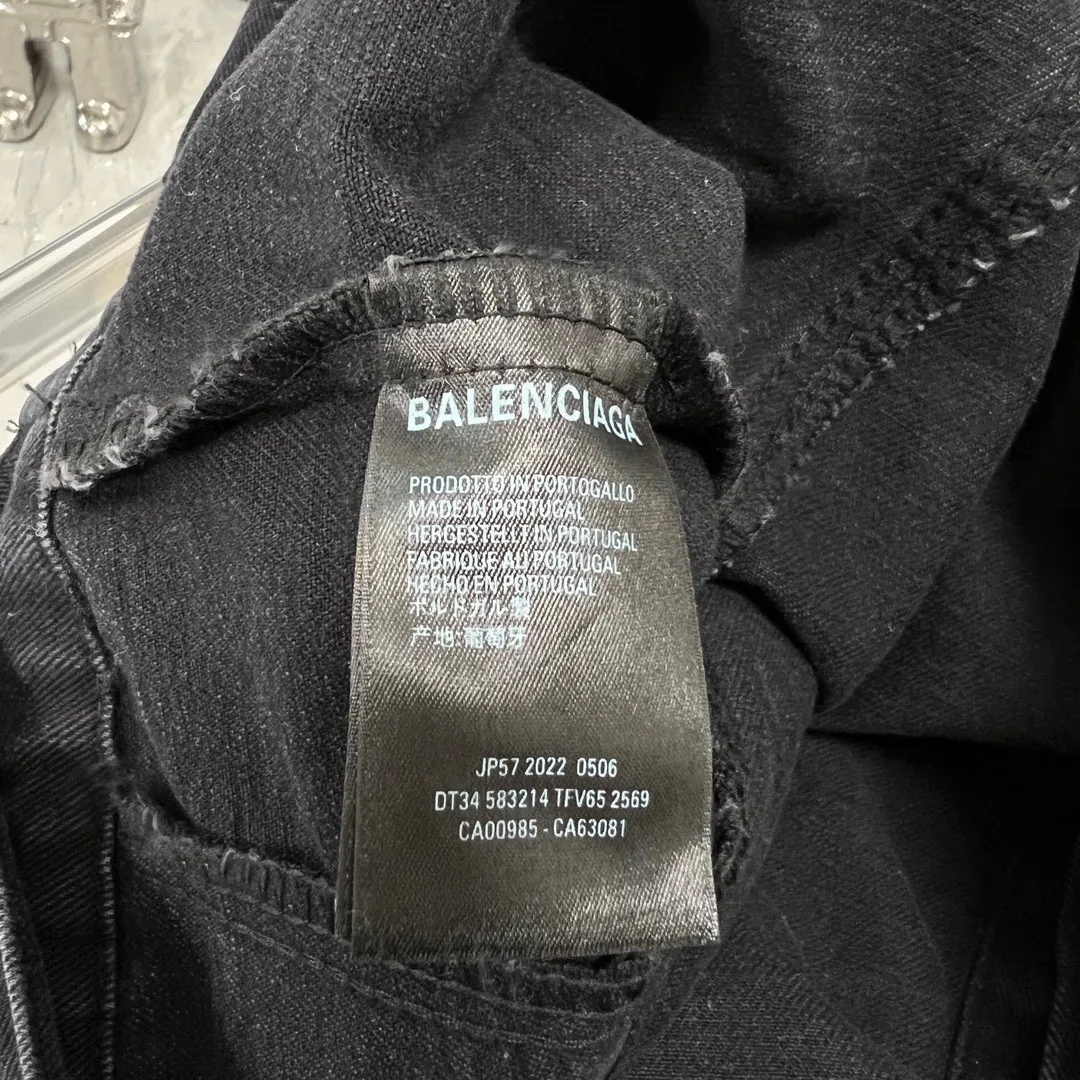 BALENCIAGA
PRODOTTO IN PORTOGALLO
MADE IN PORTUGAL
HERGESTELLT IN PORTUGAL
FABRIQUE AU PORTUGAL
HECHO EN PORTUGAL
ポルトガル製
产地:葡萄牙
JP57 2022 0506
DT34 583214 TFV65 2569
CA00985 - CA63081